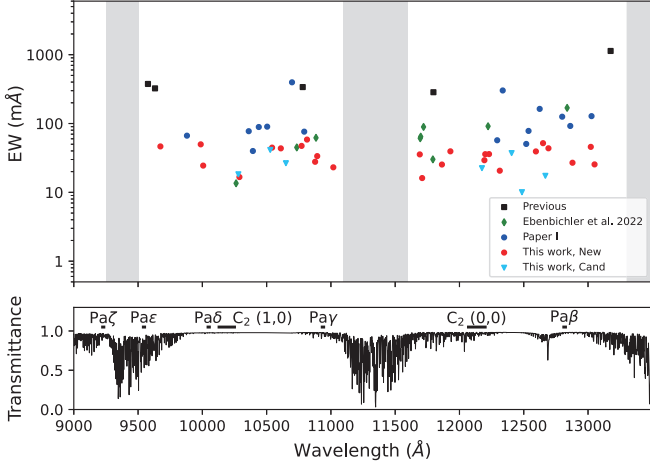 EW (mÅ)
1000
100
10
1
Previous
Ebenbichler et al. 2022
Paper I
This work, New
This work, Cand
Paζ Paε Paδ C₂ (1,0) Paγ C₂ (0,0) Paβ
Transmittance
1.0
0.5
0.0
9000 9500 10000 10500 11000 11500 12000 12500 13000
Wavelength (Å)